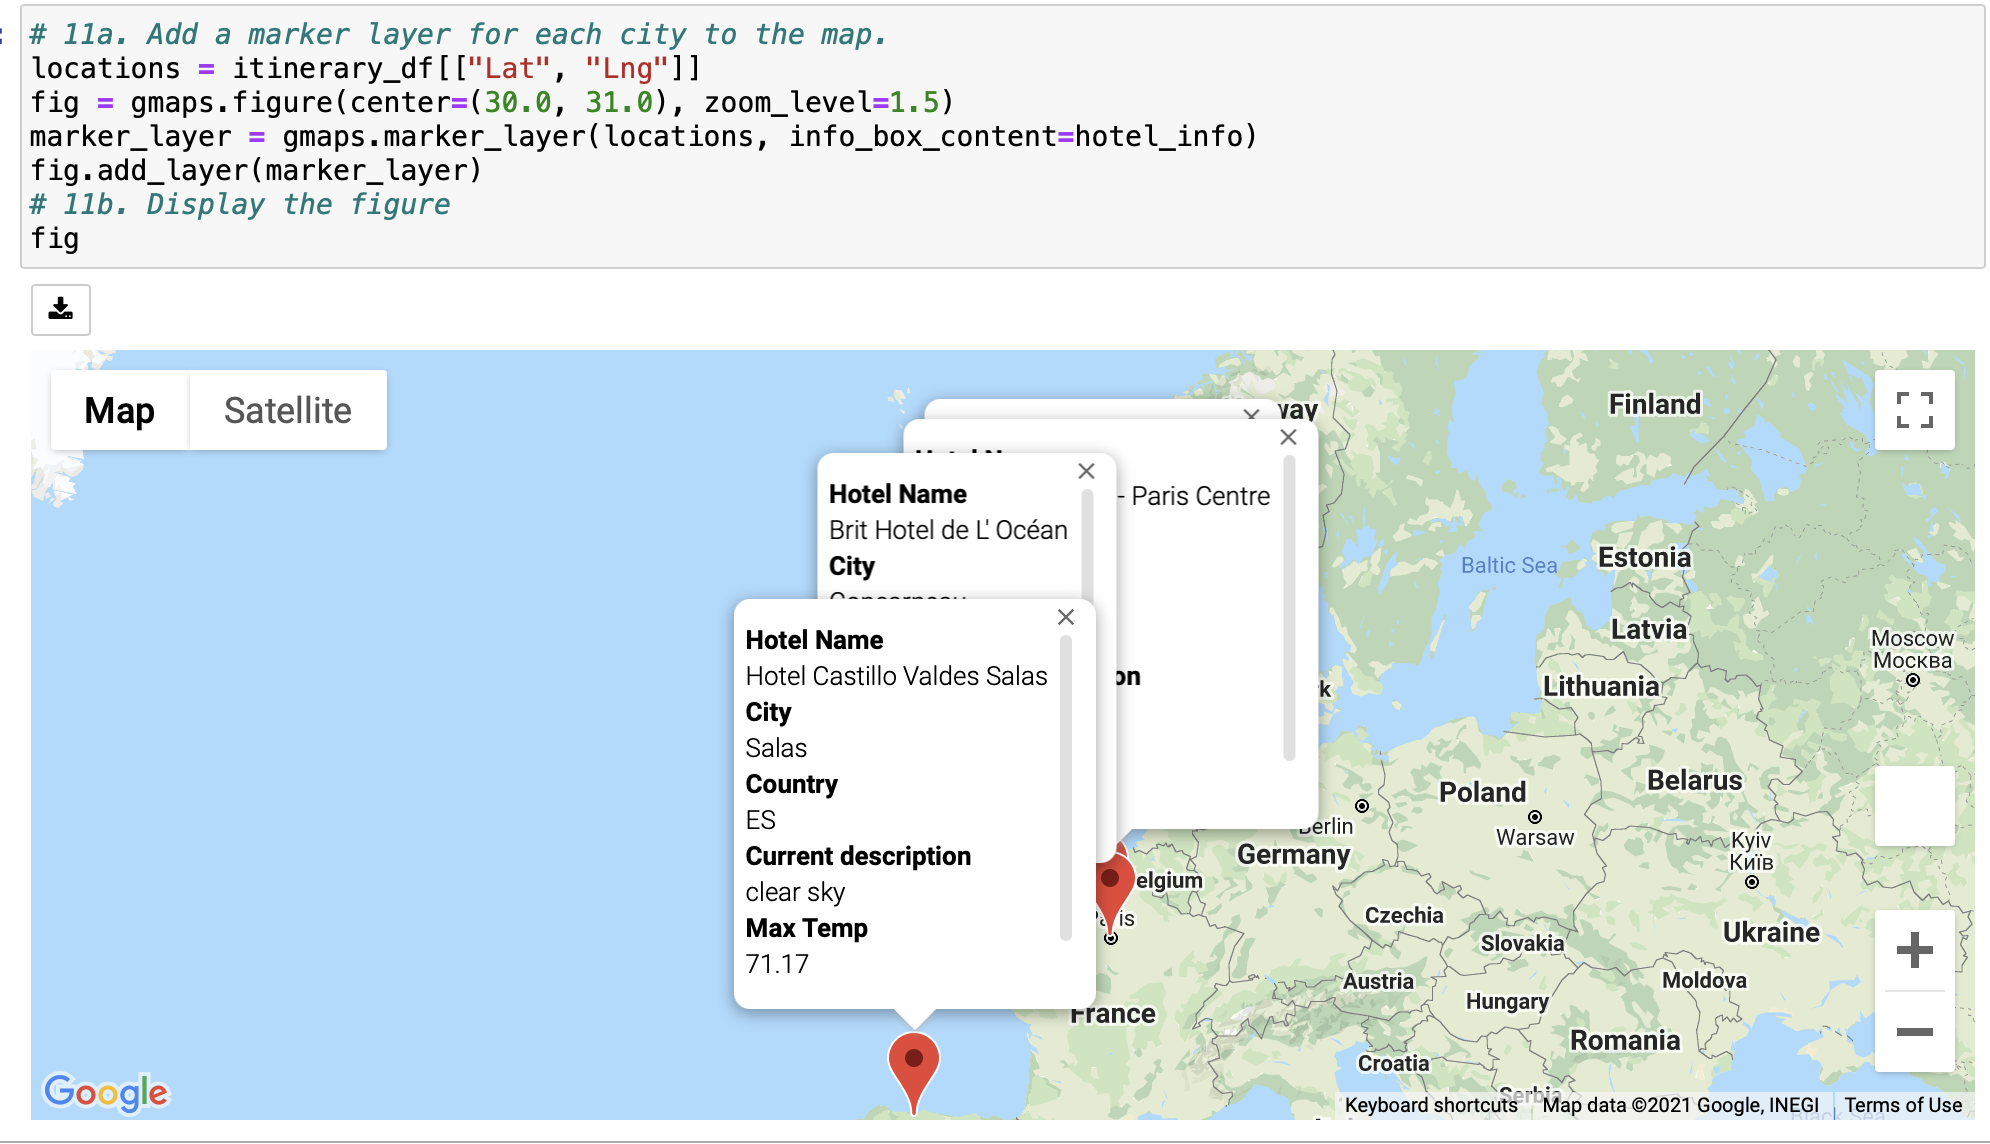 # 11a. Add a marker layer for each city to the map.
locations = itinerary_df[["Lat", "Lng"]]
fig = gmaps.figure(center=(30.0, 31.0), zoom_level=1.5)
marker_layer = gmaps.marker_layer(locations, info_box_content=hotel_info)
fig.add_layer(marker_layer)
# 11b. Display the figure
fig
Map
Satellite
way
Finland
Hotel Name
- Paris Centre
Brit Hotel de L' Océan
City
Baltic Sea
Estonia
Latvia
Moscow
Москва
Hotel Name
Hotel Castillo Valdes Salas
City
Salas
Country
ES
Current description
clear sky
Max Temp
71.17
on
k
Lithuania
Belarus
Poland
Warsaw
Berlin
Germany
Kyiv
Київ
elgium
Czechia
Slovakia
Ukraine
Austria
Moldova
Hungary
France
Romania
Croatia
Serbia
Google
Keyboard shortcuts
Map data ©2021 Google, INEGI
Terms of Use
Black Sea